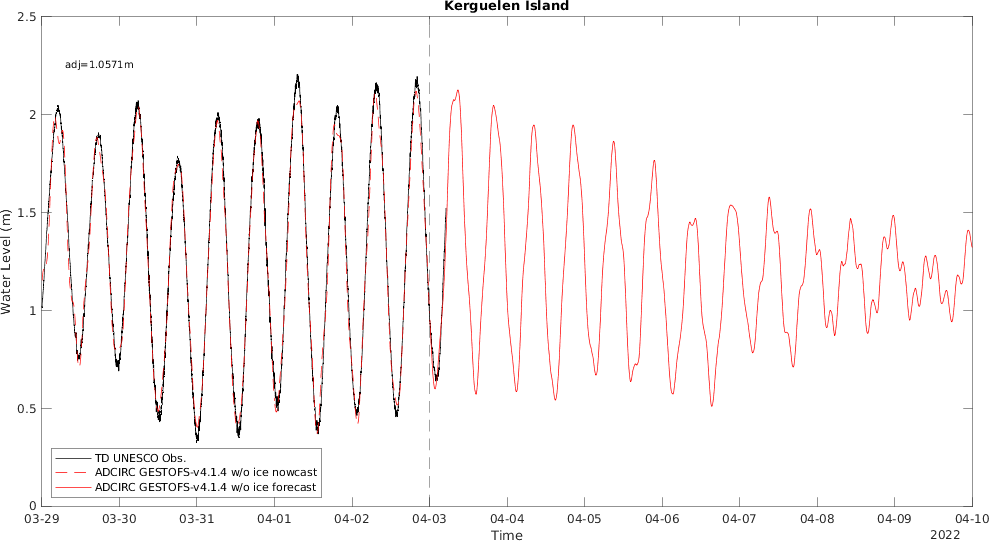 Kerguelen Island
adj=1.0571m
Water Level (m)
2.5
2
1.5
1
0.5
0
TD UNESCO Obs.
ADCIRC GESTOFS-v4.1.4 w/o ice nowcast
ADCIRC GESTOFS-v4.1.4 w/o ice forecast
03-29 03-30 03-31 04-01 04-02 04-03 04-04 04-05 04-06 04-07 04-08 04-09 04-10
Time
2022